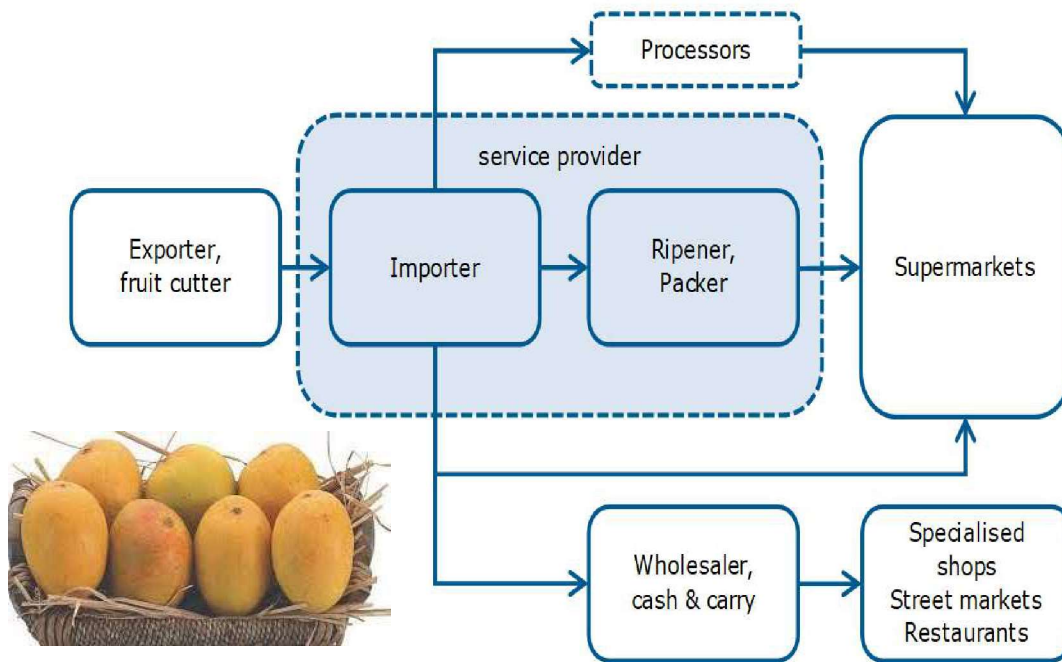 Processors
service provider
Exporter,
fruit cutter
Importer
Ripener,
Packer
Supermarkets
Wholesaler,
cash & carry
Specialised
shops
Street markets
Restaurants